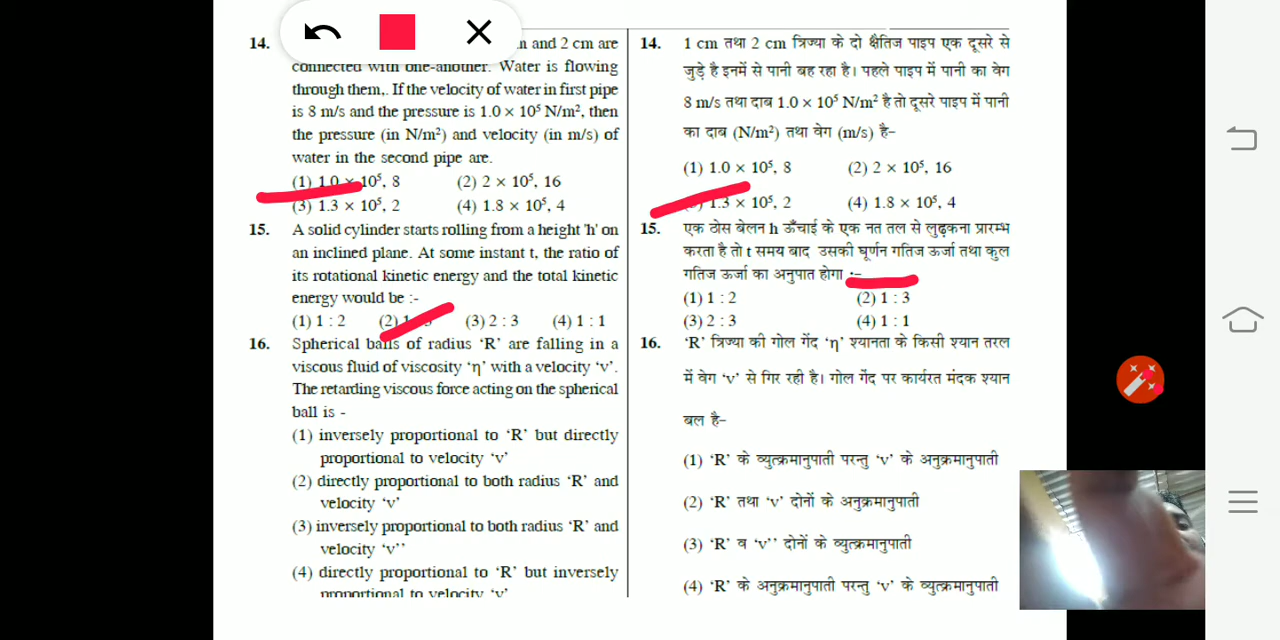 14.
n and 2 cm are
connected with one-another. Water is flowing
through them,. If the velocity of water in first pipe
is 8 m/s and the pressure is 1.0 × 10⁵ N/m², then
the pressure (in N/m²) and velocity (in m/s) of
water in the second pipe are.
(1) 1.0 × 10⁵, 8 (2) 2 × 10⁵, 16
(3) 1.3 × 10⁵, 2 (4) 1.8 × 10⁵, 4
15. A solid cylinder starts rolling from a height 'h' on
an inclined plane. At some instant t, the ratio of
its rotational kinetic energy and the total kinetic
energy would be :-
(1) 1 : 2 (2) 1 : 3 (3) 2 : 3 (4) 1 : 1
16. Spherical balls of radius ‘R’ are falling in a
viscous fluid of viscosity ‘η’ with a velocity ‘v’.
The retarding viscous force acting on the spherical
ball is -
(1) inversely proportional to ‘R’ but directly
proportional to velocity ‘v’
(2) directly proportional to both radius ‘R’ and
velocity ‘v’
(3) inversely proportional to both radius ‘R’ and
velocity ‘v’’
(4) directly proportional to ‘R’ but inversely
proportional to velocity ‘v’
14. 1 cm तथा 2 cm त्रिज्या के दो क्षैतिज पाइप एक दूसरे से
जुड़े है इनमें से पानी बह रहा है। पहले पाइप में पानी का वेग
8 m/s तथा दाब 1.0 × 10⁵ N/m² है तो दूसरे पाइप में पानी
का दाब (N/m²) तथा वेग (m/s) है–
(1) 1.0 × 10⁵, 8 (2) 2 × 10⁵, 16
(3) 1.3 × 10⁵, 2 (4) 1.8 × 10⁵, 4
15. एक ठोस बेलन h ऊँचाई के एक नत तल से लुढ़कना प्रारम्भ
करता है तो t समय बाद उसकी घूर्णन गतिज ऊर्जा तथा कुल
गतिज ऊर्जा का अनुपात होगा :–
(1) 1 : 2 (2) 1 : 3
(3) 2 : 3 (4) 1 : 1
16. ‘R’ त्रिज्या की गोल गेंद ‘η’ श्यानता के किसी श्यान तरल
में वेग ‘v’ से गिर रही है। गोल गेंद पर कार्यरत मंदक श्यान
बल है–
(1) ‘R’ के व्युत्क्रमानुपाती परन्तु ‘v’ के अनुक्रमानुपाती
(2) ‘R’ तथा ‘v’ दोनों के अनुक्रमानुपाती
(3) ‘R’ व ‘v’’ दोनों के व्युत्क्रमानुपाती
(4) ‘R’ के अनुक्रमानुपाती परन्तु ‘v’ के व्युत्क्रमानुपाती